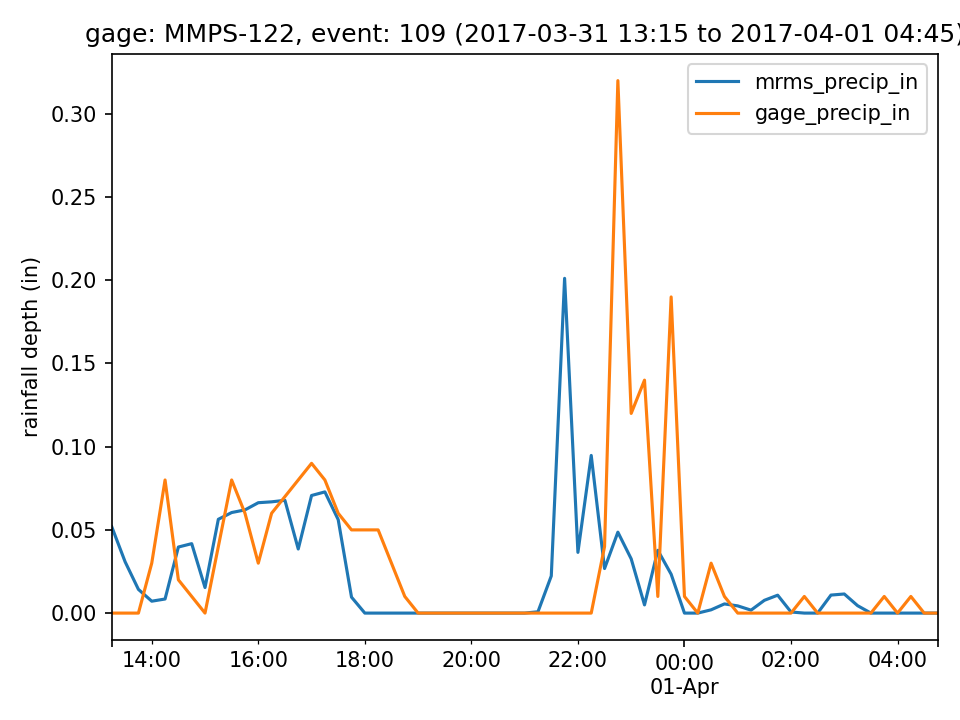 gage: MMPS-122, event: 109 (2017-03-31 13:15 to 2017-04-01 04:45)
mrms_precip_in
gage_precip_in
rainfall depth (in)
0.30
0.25
0.20
0.15
0.10
0.05
0.00
14:00 16:00 18:00 20:00 22:00 00:00 02:00 04:00
01-Apr